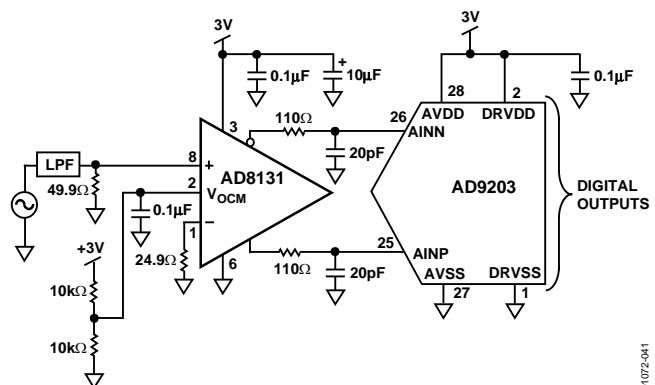 3V
3V
0.1µF
+
10µF
0.1µF
28
2
AVDD
DRVDD
3
110Ω
26
AINN
LPF
8
+
20pF
AD8131
AD9203
DIGITAL
OUTPUTS
49.9Ω
2
VOCM
0.1µF
–
1
25
AINP
24.9Ω
6
110Ω
20pF
AVSS
DRVSS
27
1
+3V
10kΩ
10kΩ
1072-041